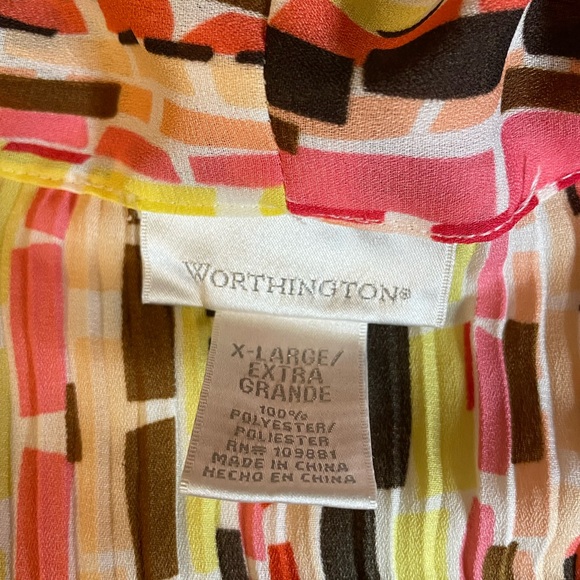 WORTHINGTON®
X-LARGE/
EXTRA
GRANDE
100%
POLYESTER/
POLIESTER
RN# 109881
MADE IN CHINA
HECHO EN CHINA